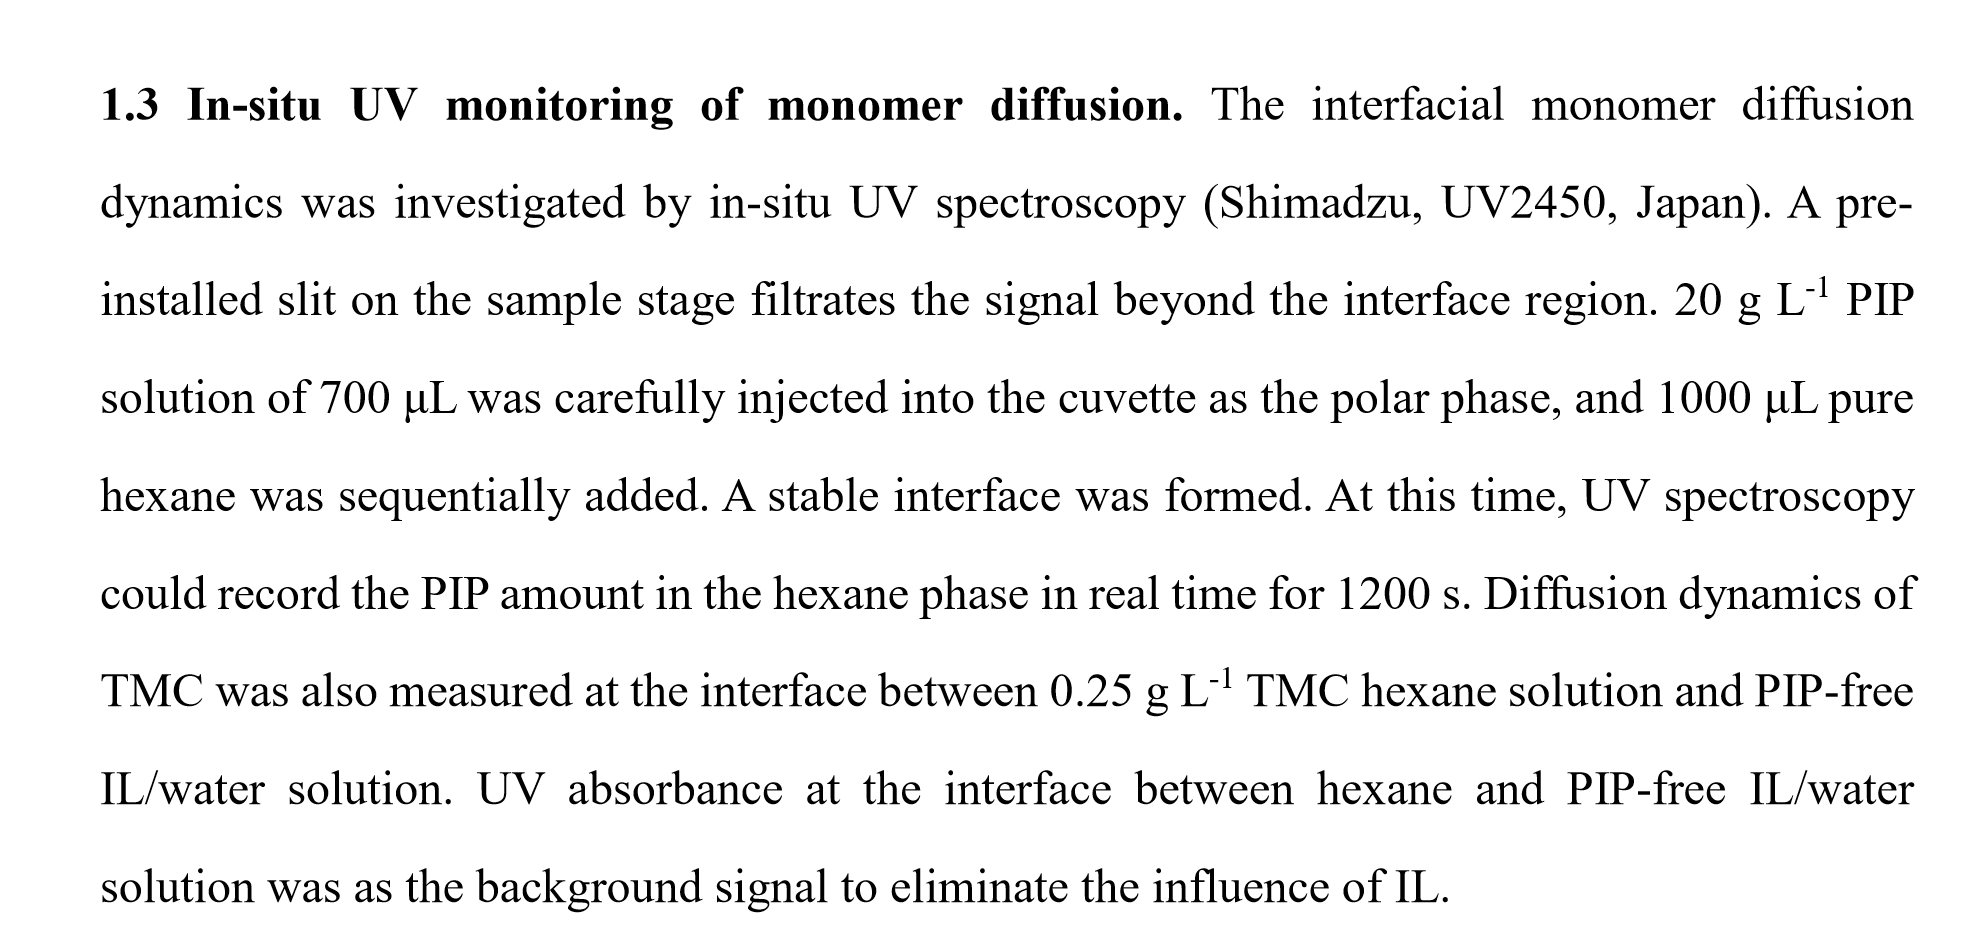 1.3 In-situ UV monitoring of monomer diffusion. The interfacial monomer diffusion
dynamics was investigated by in-situ UV spectroscopy (Shimadzu, UV2450, Japan). A pre-
installed slit on the sample stage filtrates the signal beyond the interface region. 20 g L⁻¹ PIP
solution of 700 μL was carefully injected into the cuvette as the polar phase, and 1000 μL pure
hexane was sequentially added. A stable interface was formed. At this time, UV spectroscopy
could record the PIP amount in the hexane phase in real time for 1200 s. Diffusion dynamics of
TMC was also measured at the interface between 0.25 g L⁻¹ TMC hexane solution and PIP-free
IL/water solution. UV absorbance at the interface between hexane and PIP-free IL/water
solution was as the background signal to eliminate the influence of IL.